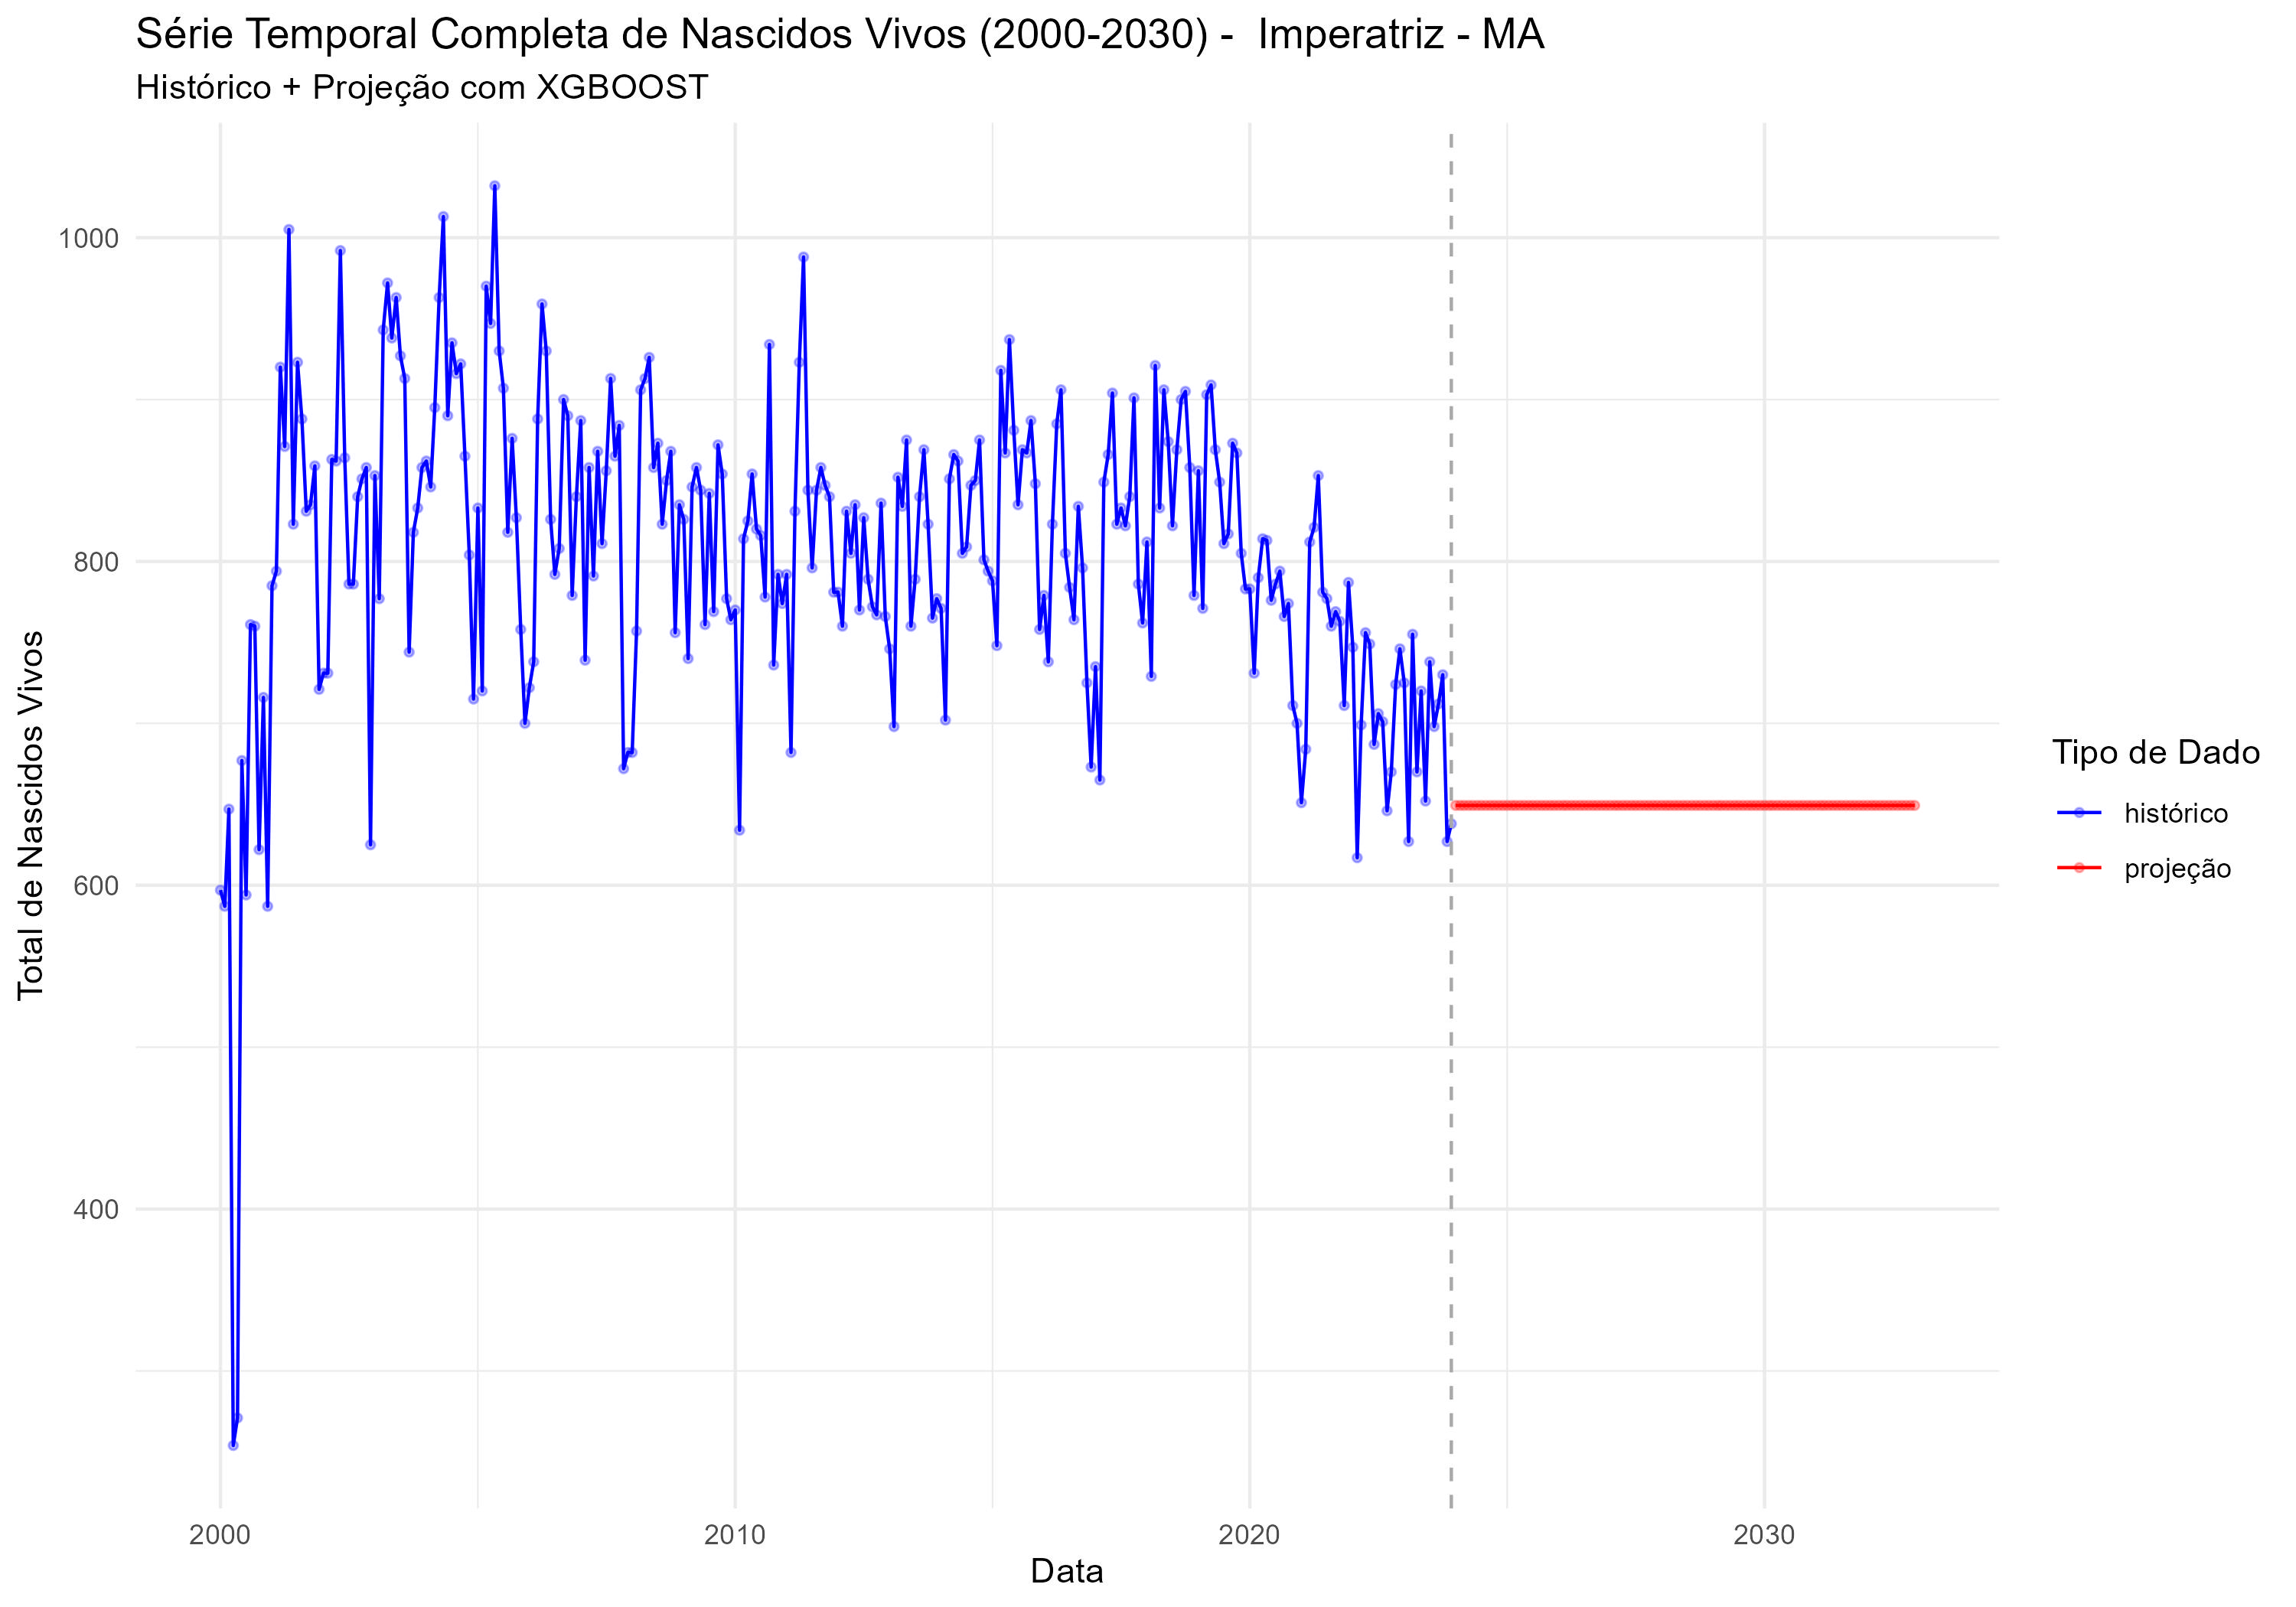 Série Temporal Completa de Nascidos Vivos (2000-2030) -  Imperatriz - MA
Histórico + Projeção com XGBOOST
Total de Nascidos Vivos
1000
800
600
400
2000
2010
2020
2030
Data
Tipo de Dado
histórico
projeção